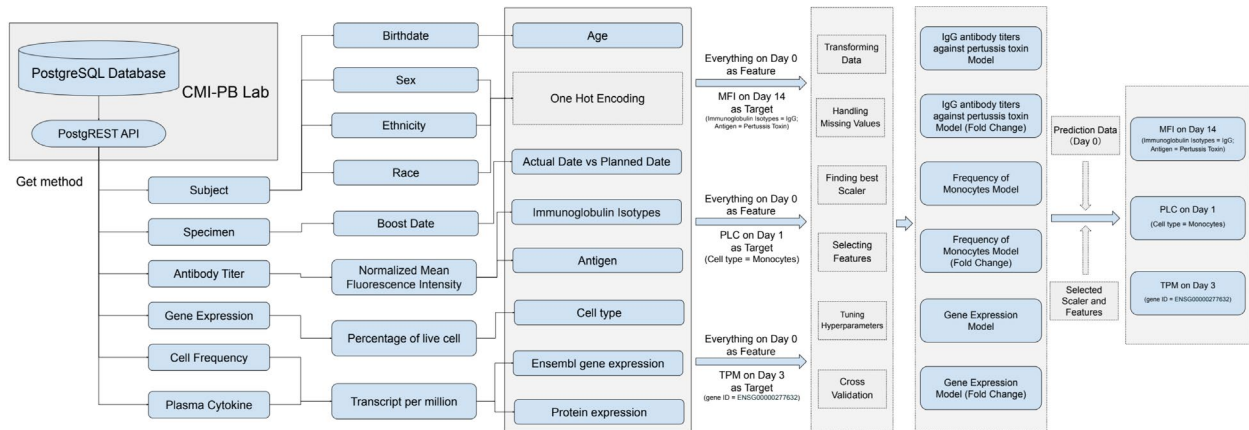 PostgreSQL Database
CMI-PB Lab
PostgREST API
Get method
Subject
Specimen
Antibody Titer
Gene Expression
Cell Frequency
Plasma Cytokine
Birthdate
Sex
Ethnicity
Race
Boost Date
Normalized Mean
Fluorescence Intensity
Percentage of live cell
Transcript per million
Age
One Hot Encoding
Actual Date vs Planned Date
Immunoglubulin Isotypes
Antigen
Cell type
Ensembl gene expression
Protein expression
Everything on Day 0
as Feature
MFI on Day 14
as Target
(Immunoglobulin Isotypes = IgG;
Antigen = Pertussis Toxin)
Everything on Day 0
as Feature
PLC on Day 1
as Target
(Cell type = Monocytes)
Everything on Day 0
as Feature
TPM on Day 3
as Target
(gene ID = ENSG00000277632)
Transforming
Data
Handling
Missing Values
Finding best
Scaler
Selecting
Features
Tuning
Hyperparameters
Cross
Validation
IgG antibody titers
against pertussis toxin
Model
IgG antibody titers
against pertussis toxin
Model (Fold Change)
Frequency of
Monocytes Model
Frequency of
Monocytes Model
(Fold Change)
Gene Expression
Model
Gene Expression
Model (Fold Change)
Prediction Data
(Day 0)
Selected
Scaler and
Features
MFI on Day 14
(Immunoglobulin Isotypes = IgG;
Antigen = Pertussis Toxin)
PLC on Day 1
(Cell type = Monocytes)
TPM on Day 3
(gene ID = ENSG00000277632)